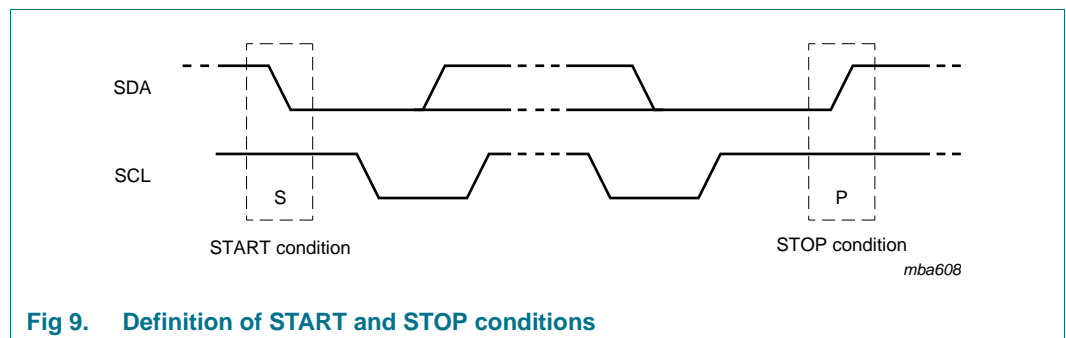 SDA
SCL
S
P
START condition
STOP condition
mba608
Fig 9. Definition of START and STOP conditions